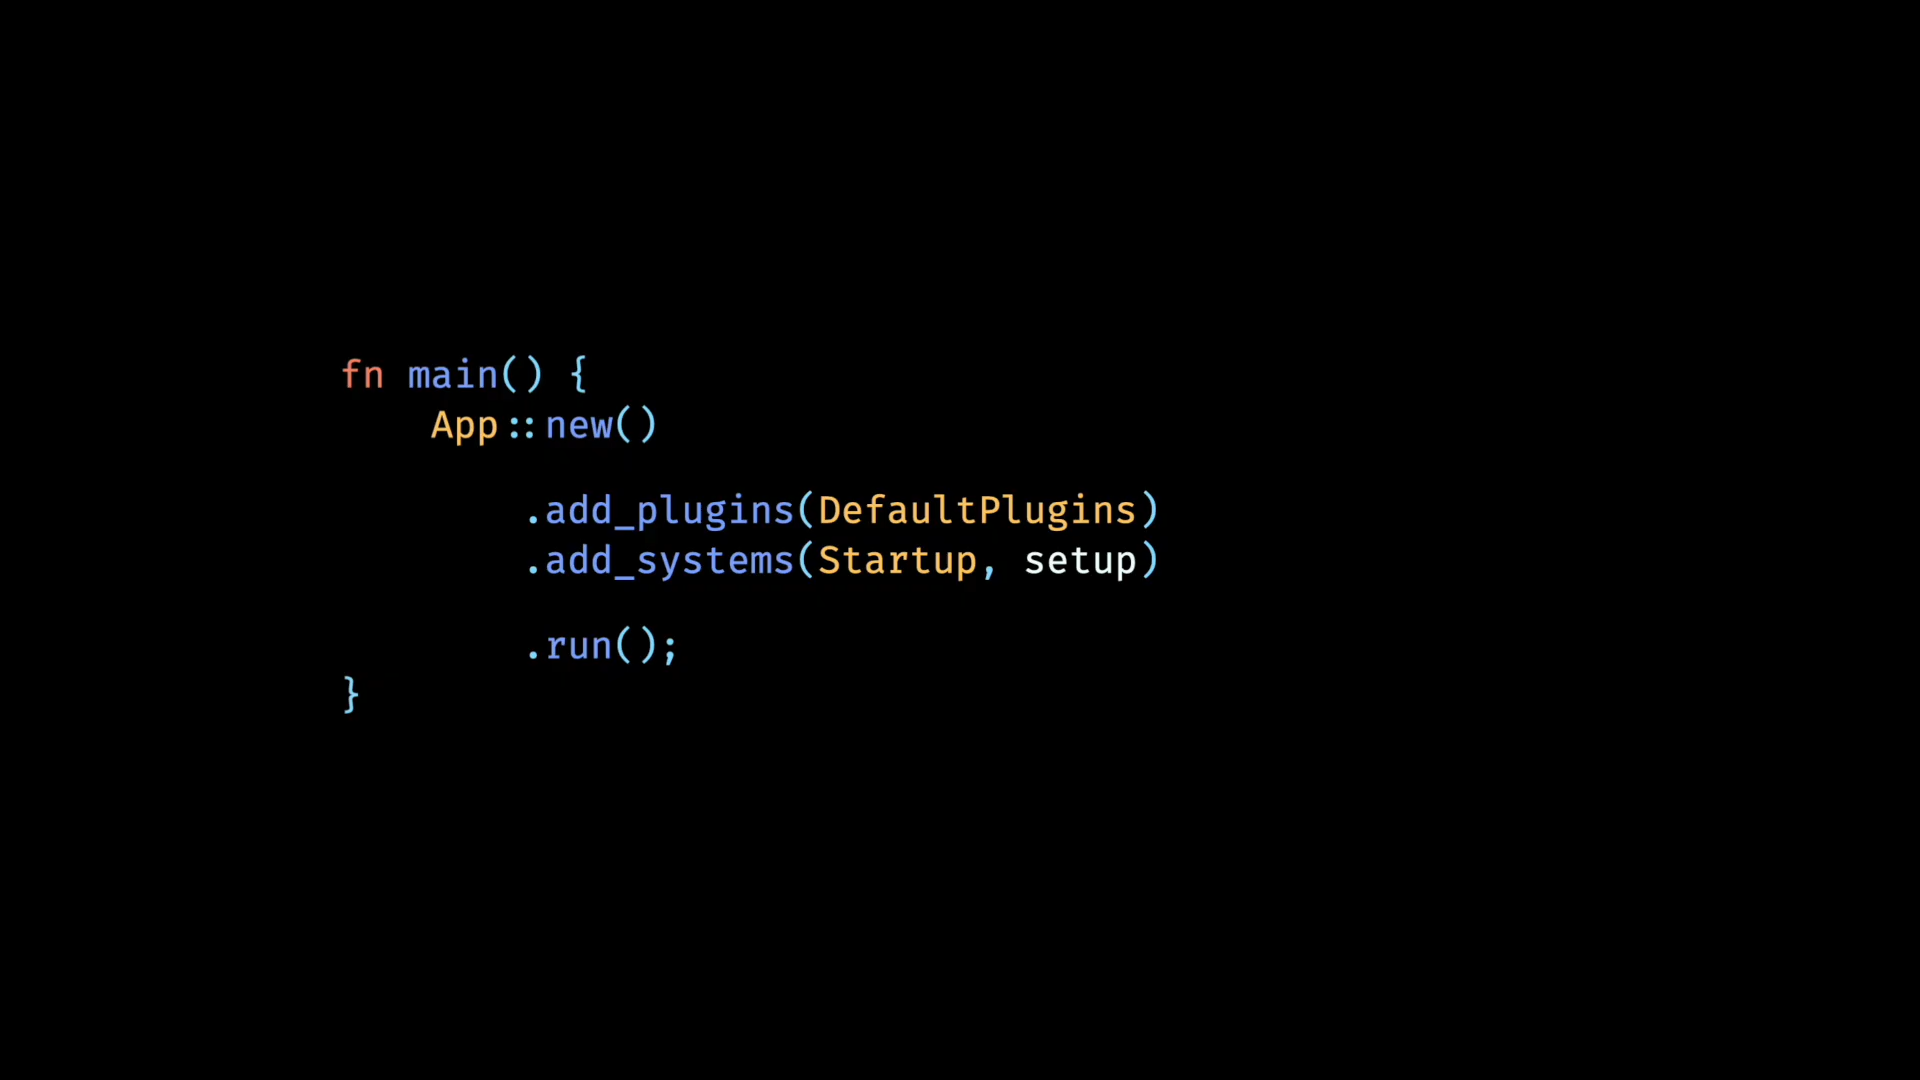 fn main() {
    App::new()
        .add_plugins(DefaultPlugins)
        .add_systems(Startup, setup)
        .run();
}